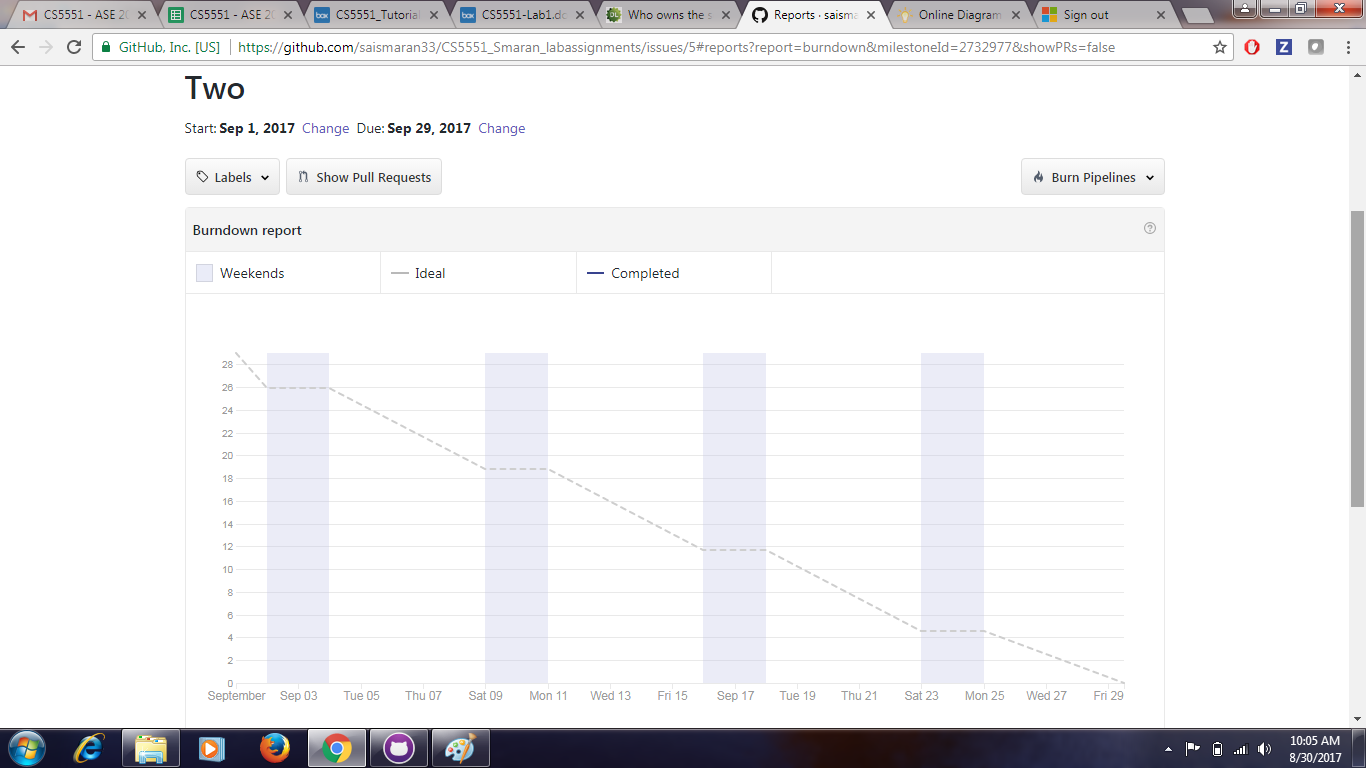 CS5551 - ASE 20
CS5551 - ASE 20
CS5551_Tutorial
CS5551-Lab1.do
Who owns the s
Reports · saisma
Online Diagram
Sign out
GitHub, Inc. [US]
https://github.com/saismaran33/CS5551_Smaran_labassignments/issues/5#reports?report=burndown&milestoneId=2732977&showPRs=false
Two
Start: Sep 1, 2017 Change Due: Sep 29, 2017 Change
Labels
Show Pull Requests
Burn Pipelines
Burndown report
Weekends
Ideal
Completed
28
26
24
22
20
18
16
14
12
10
8
6
4
2
0
September
Sep 03
Tue 05
Thu 07
Sat 09
Mon 11
Wed 13
Fri 15
Sep 17
Tue 19
Thu 21
Sat 23
Mon 25
Wed 27
Fri 29
10:05 AM
8/30/2017